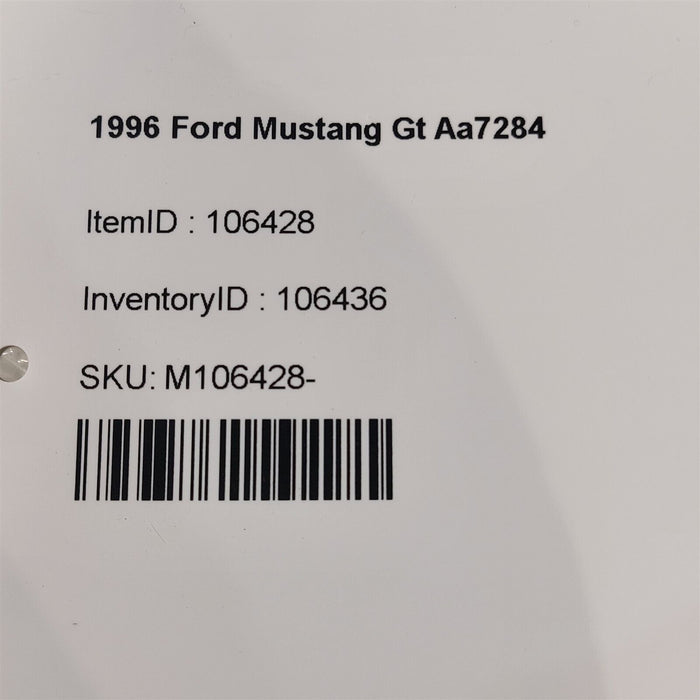 1996 Ford Mustang Gt Aa7284
ItemID : 106428
InventoryID : 106436
SKU: M106428-